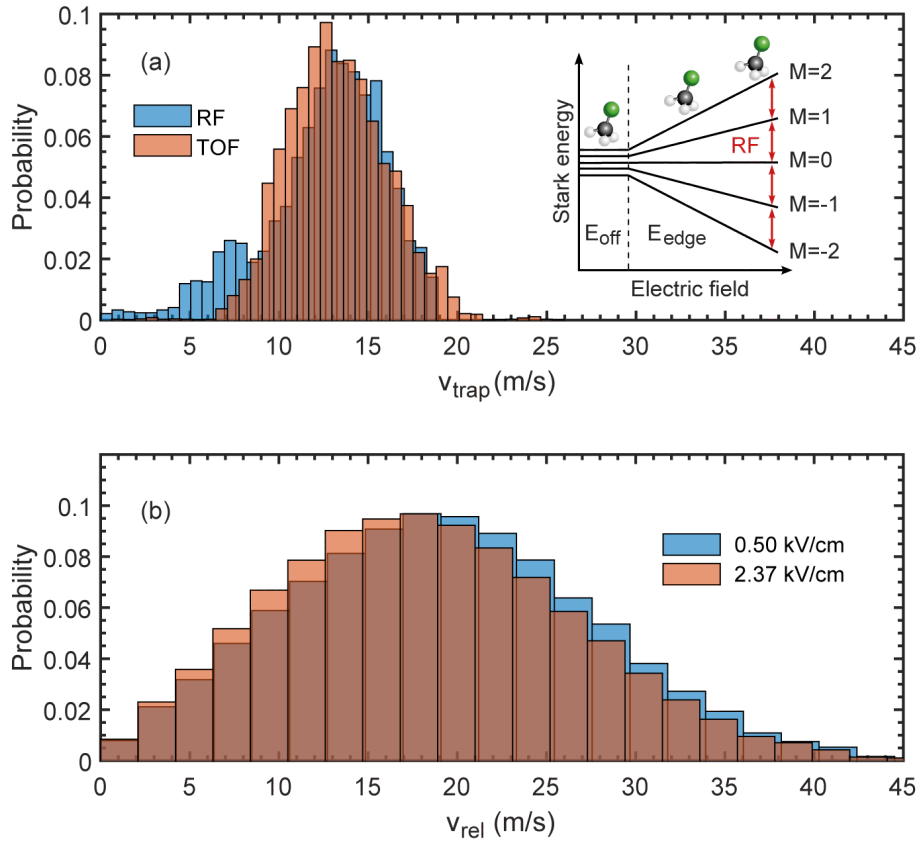 0.1
0.08
0.06
0.04
0.02
0
Probability
(a)
RF
TOF
Stark energy
E_off
E_edge
Electric field
RF
M=2
M=1
M=0
M=-1
M=-2
0 5 10 15 20 25 30 35 40 45
v_trap (m/s)
0.1
0.08
0.06
0.04
0.02
0
Probability
(b)
0.50 kV/cm
2.37 kV/cm
0 5 10 15 20 25 30 35 40 45
v_rel (m/s)